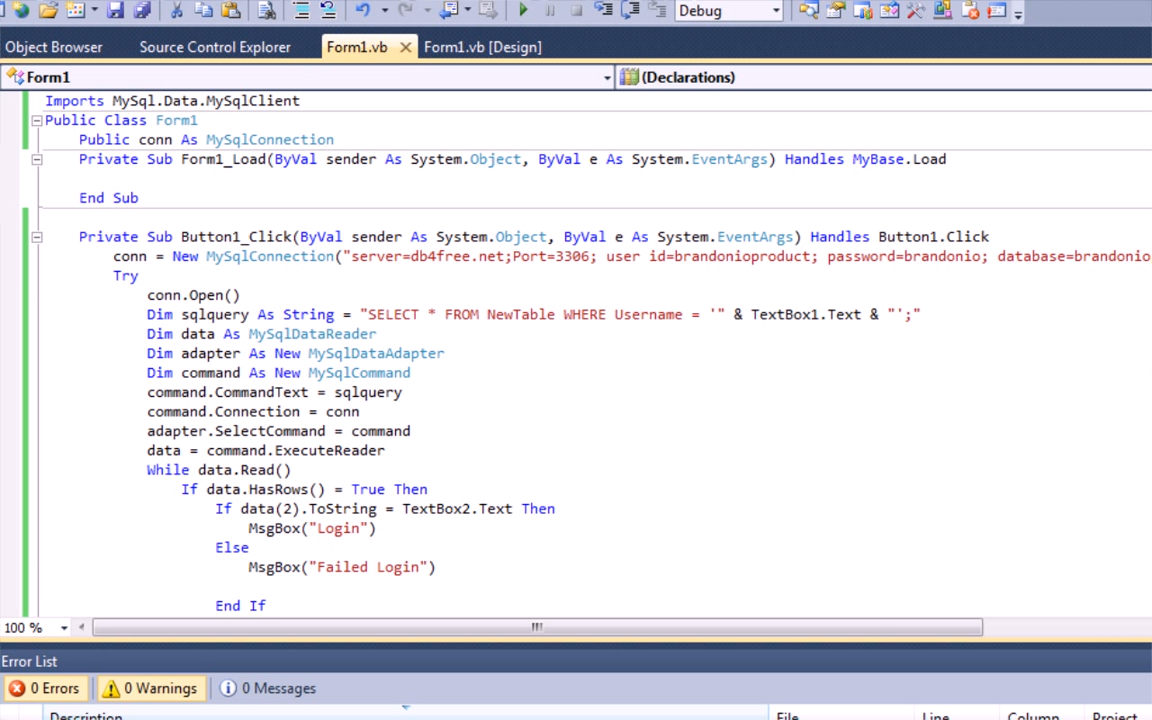 Debug
Object Browser Source Control Explorer Form1.vb Form1.vb [Design]
Form1 (Declarations)
Imports MySql.Data.MySqlClient
Public Class Form1
Public conn As MySqlConnection
Private Sub Form1_Load(ByVal sender As System.Object, ByVal e As System.EventArgs) Handles MyBase.Load
End Sub
Private Sub Button1_Click(ByVal sender As System.Object, ByVal e As System.EventArgs) Handles Button1.Click
conn = New MySqlConnection("server=db4free.net;Port=3306; user id=brandonioproduct; password=brandonio; database=brandonio
Try
conn.Open()
Dim sqlquery As String = "SELECT * FROM NewTable WHERE Username = '" & TextBox1.Text & "';"
Dim data As MySqlDataReader
Dim adapter As New MySqlDataAdapter
Dim command As New MySqlCommand
command.CommandText = sqlquery
command.Connection = conn
adapter.SelectCommand = command
data = command.ExecuteReader
While data.Read()
If data.HasRows() = True Then
If data(2).ToString = TextBox2.Text Then
MsgBox("Login")
Else
MsgBox("Failed Login")
End If
100 %
Error List
0 Errors 0 Warnings 0 Messages
Description File Line Column Project